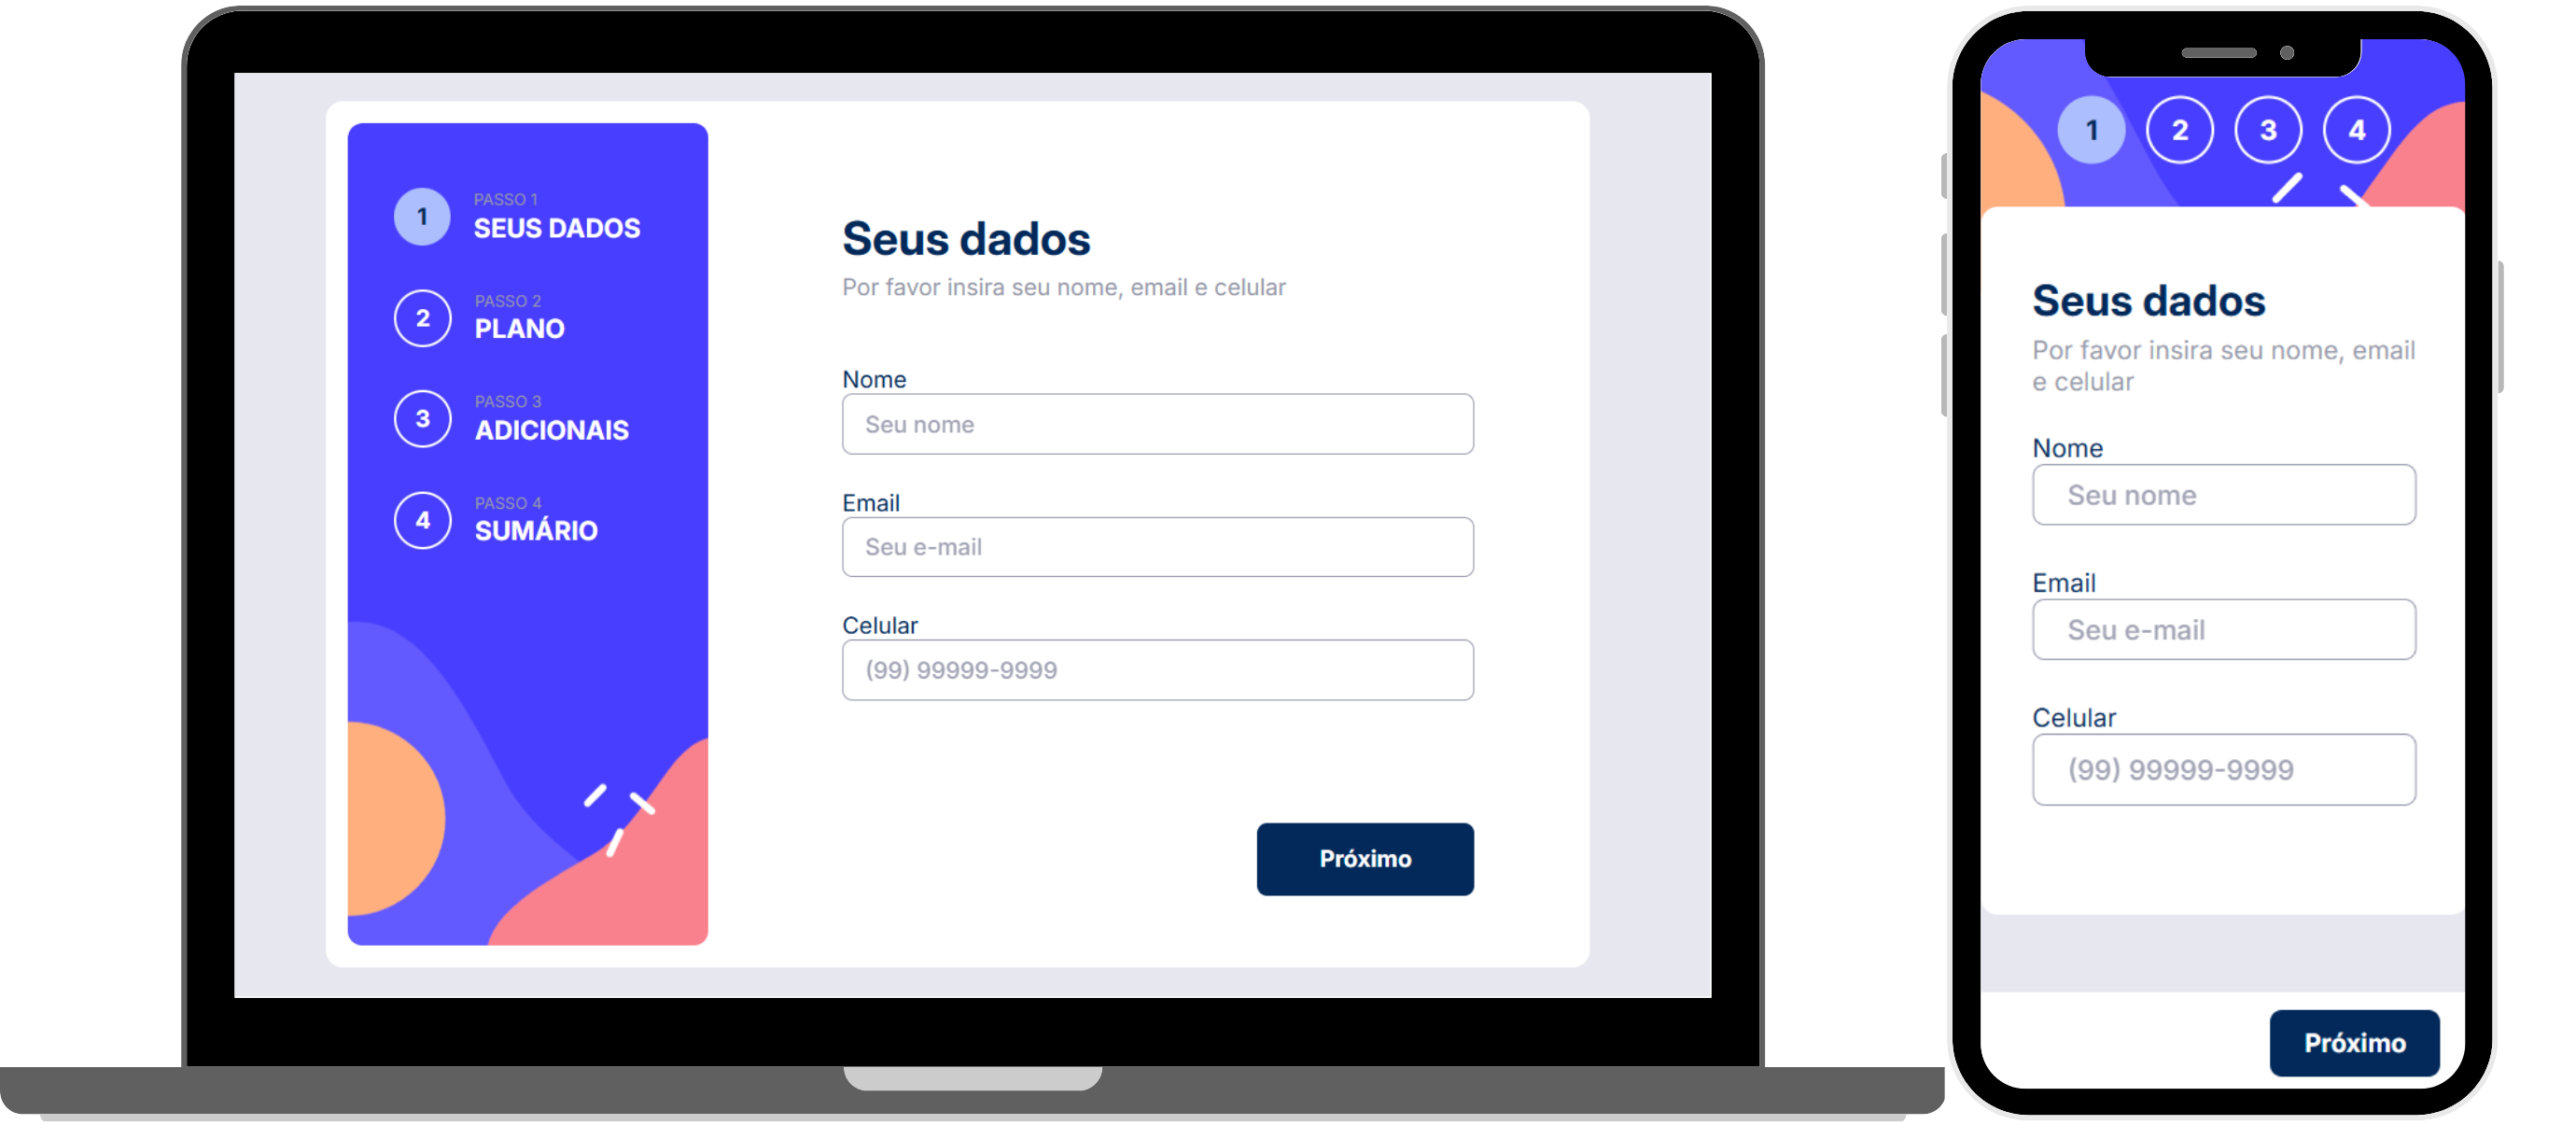 1
PASSO 1
SEUS DADOS
2
PASSO 2
PLANO
3
PASSO 3
ADICIONAIS
4
PASSO 4
SUMÁRIO
Seus dados
Por favor insira seu nome, email e celular
Nome
Seu nome
Email
Seu e-mail
Celular
(99) 99999-9999
Próximo
1 2 3 4
Seus dados
Por favor insira seu nome, email
e celular
Nome
Seu nome
Email
Seu e-mail
Celular
(99) 99999-9999
Próximo